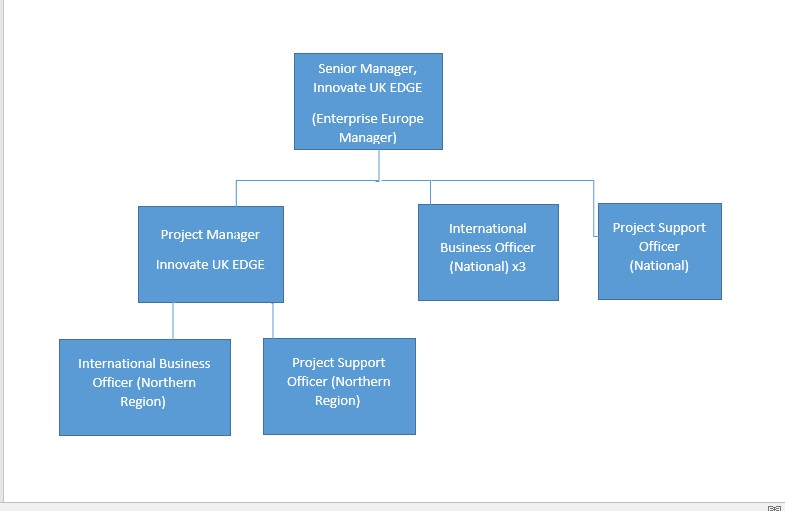 Senior Manager,
Innovate UK EDGE
(Enterprise Europe
Manager)
Project Manager
Innovate UK EDGE
International
Business Officer
(National) x3
Project Support
Officer
(National)
International Business
Officer (Northern
Region)
Project Support
Officer (Northern
Region)